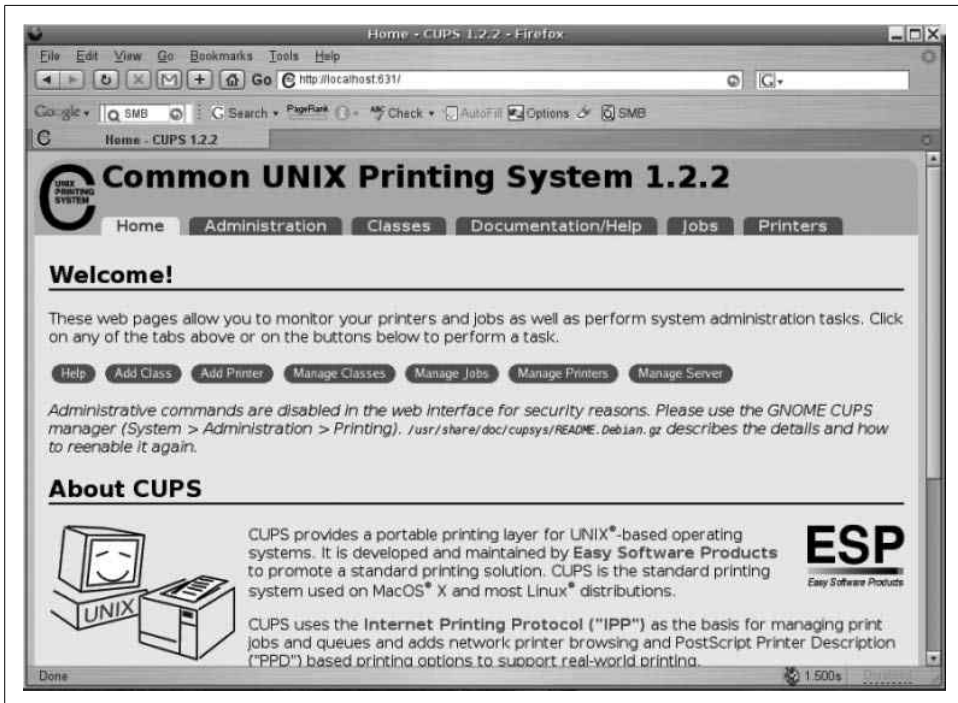 Home - CUPS 1.2.2 - Firefox
File Edit View Go Bookmarks Tools Help
Go http://localhost:631/ G
Google SMB G Search PageRank ABC Check AutoFill Options SMB
C Home - CUPS 1.2.2
UNIX
PRINTING
SYSTEM
Common UNIX Printing System 1.2.2
Home Administration Classes Documentation/Help Jobs Printers
Welcome!
These web pages allow you to monitor your printers and jobs as well as perform system administration tasks. Click
on any of the tabs above or on the buttons below to perform a task.
Help Add Class Add Printer Manage Classes Manage Jobs Manage Printers Manage Server
Administrative commands are disabled in the web interface for security reasons. Please use the GNOME CUPS
manager (System > Administration > Printing). /usr/share/doc/cupsys/README.Debian.gz describes the details and how
to reenable it again.
About CUPS
CUPS provides a portable printing layer for UNIX®-based operating
systems. It is developed and maintained by Easy Software Products
to promote a standard printing solution. CUPS is the standard printing
system used on MacOS® X and most Linux® distributions.
ESP
Easy Software Products
UNIX
CUPS uses the Internet Printing Protocol ("IPP") as the basis for managing print
jobs and queues and adds network printer browsing and PostScript Printer Description
("PPD") based printing options to support real-world printing.
Done 1.500s